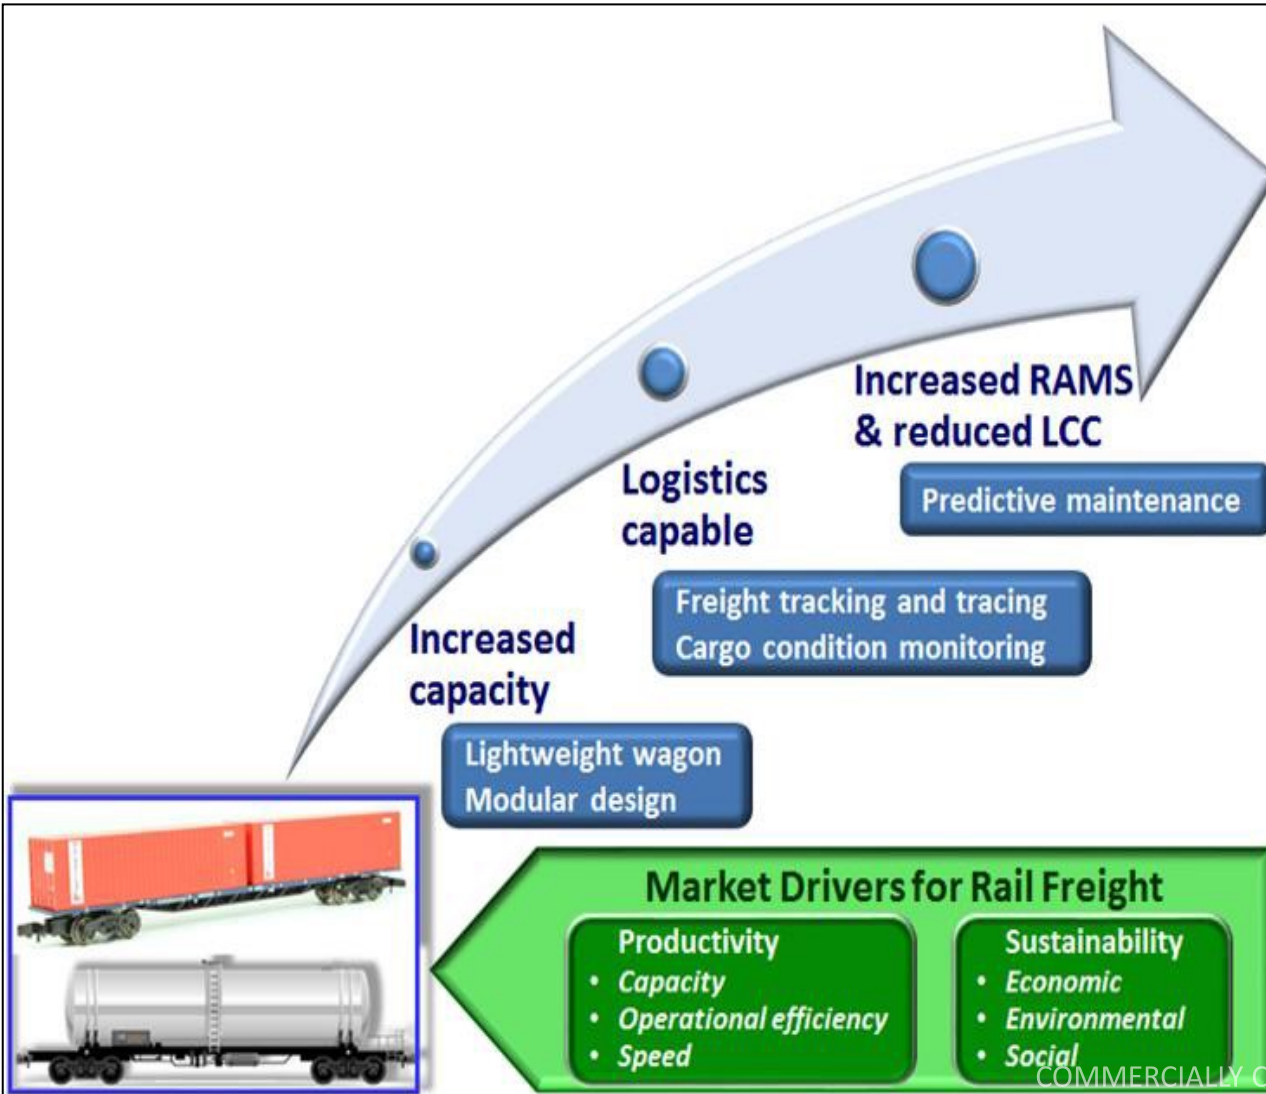 Increased RAMS
& reduced LCC
Predictive maintenance
Logistics
capable
Freight tracking and tracing
Cargo condition monitoring
Increased
capacity
Lightweight wagon
Modular design
Market Drivers for Rail Freight
Productivity
• Capacity
• Operational efficiency
• Speed
Sustainability
• Economic
• Environmental
• Social
COMMERCIALLY